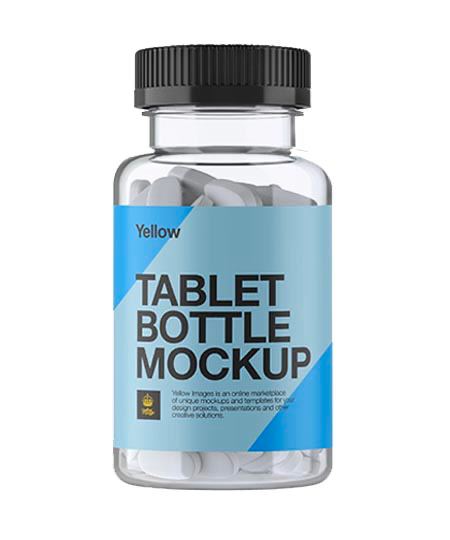 Yellow
TABLET
BOTTLE
MOCKUP
Yellow Images is an online marketplace
of unique mockups and templates for your
design projects, presentations and other
creative solutions.